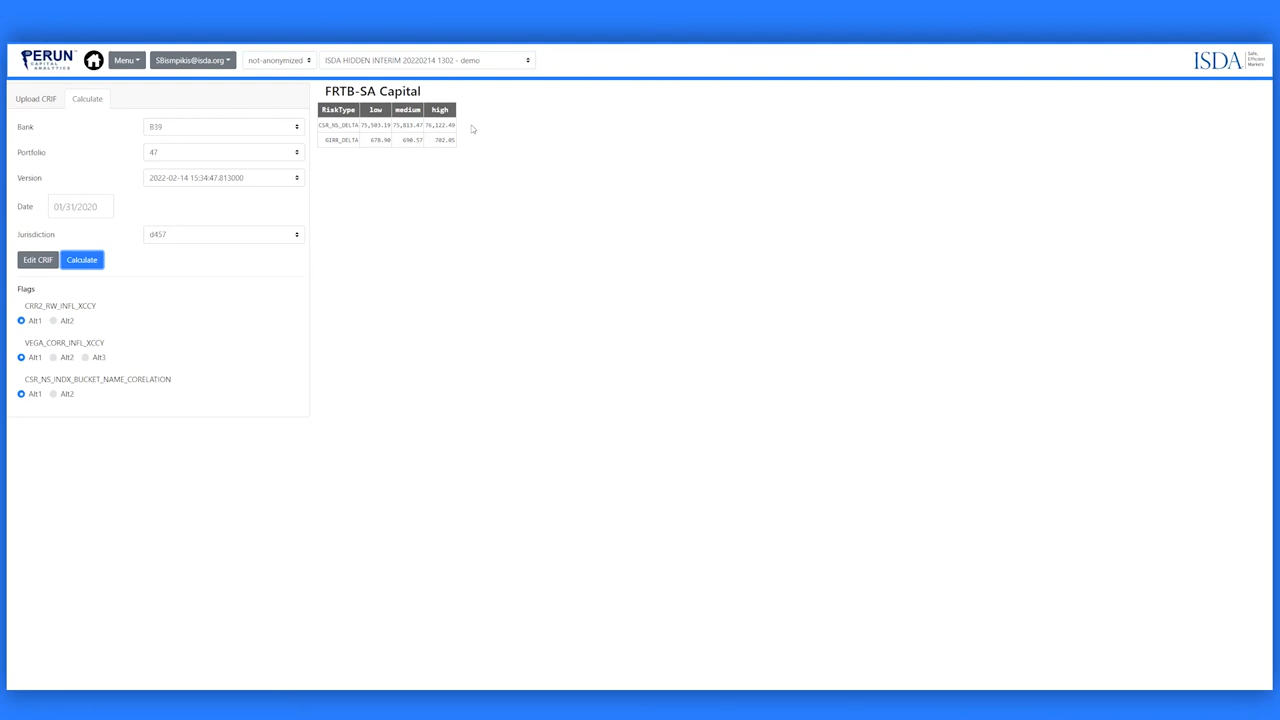 PERUN™ Menu SBismpikis@isda.org not-anonymized ISDA HIDDEN INTERIM 20220214 1302 - demo ISDA Safe,
CAPITAL ANALYTICS Efficient
Markets
Upload CRIF Calculate
Bank B39
Portfolio 47
Version 2022-02-14 15:34:47.813000
Date 01/31/2020
Jurisdiction d457
Edit CRIF Calculate
Flags
CRR2_RW_INFL_XCCY
Alt1 Alt2
VEGA_CORR_INFL_XCCY
Alt1 Alt2 Alt3
CSR_NS_INDX_BUCKET_NAME_CORELATION
Alt1 Alt2
FRTB-SA Capital
RiskType low medium high
CSR_NS_DELTA 75,503.19 75,813.47 76,122.49
GIRR_DELTA 678.90 690.57 702.05